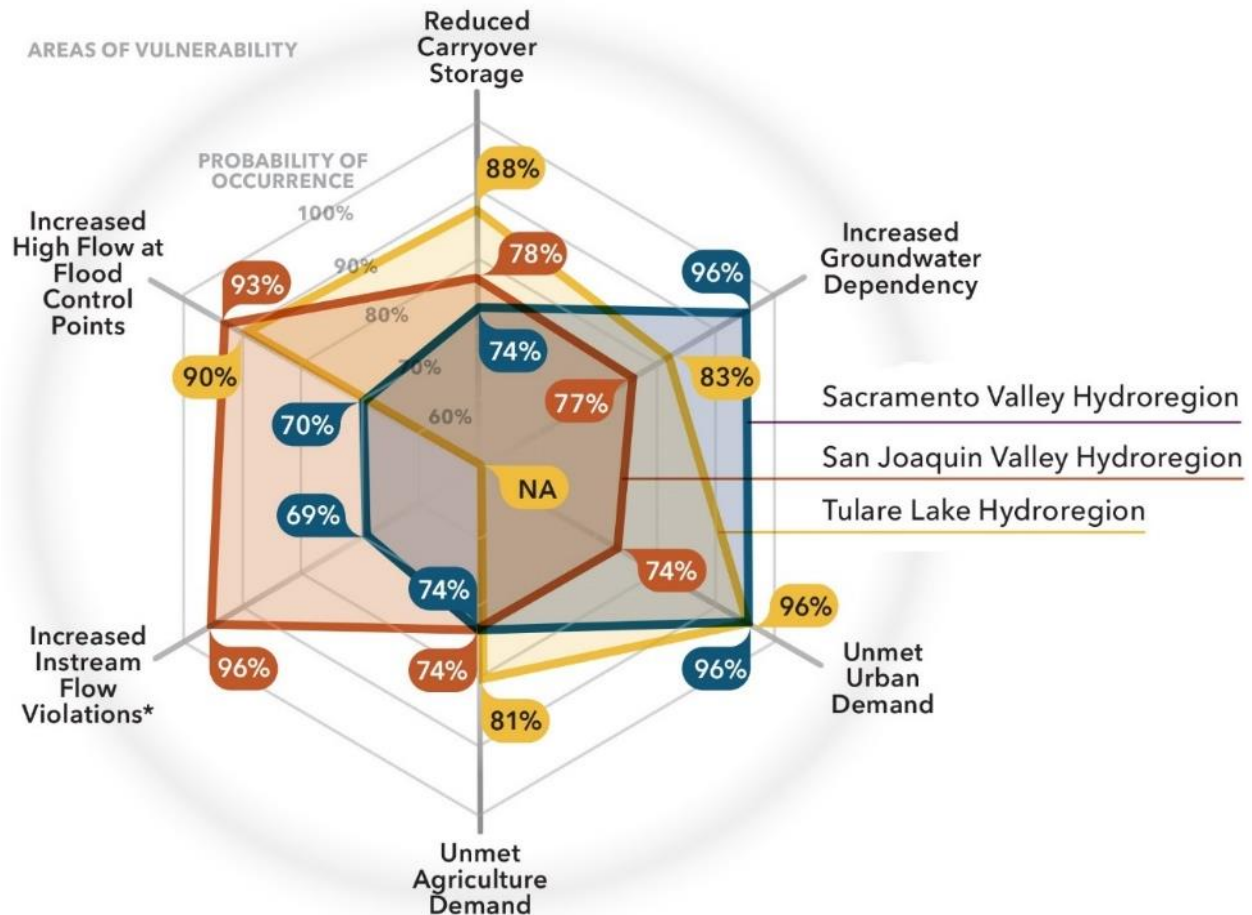 AREAS OF VULNERABILITY
Reduced
Carryover
Storage
PROBABILITY OF
OCCURRENCE
100%
90%
80%
70%
60%
88%
78%
74%
Increased
Groundwater
Dependency
96%
83%
77%
Increased
High Flow at
Flood
Control
Points
93%
90%
70%
Sacramento Valley Hydroregion
San Joaquin Valley Hydroregion
Tulare Lake Hydroregion
NA
69%
96%
Increased
Instream
Flow
Violations*
74%
74%
81%
Unmet
Agriculture
Demand
74%
96%
96%
Unmet
Urban
Demand